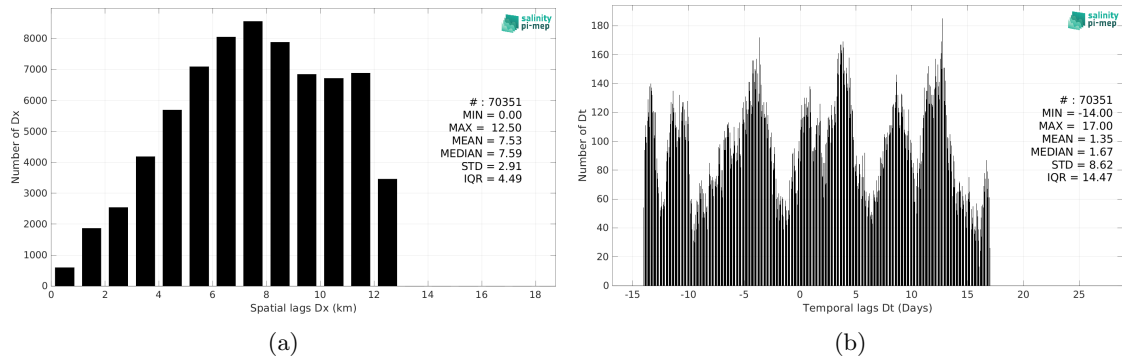 salinity
pi-mep
8000
7000
6000
5000
4000
3000
2000
1000
0
Number of Dx
# : 70351
MIN = 0.00
MAX = 12.50
MEAN = 7.53
MEDIAN = 7.59
STD = 2.91
IQR = 4.49
0 2 4 6 8 10 12 14 16 18
Spatial lags Dx (km)
(a)
salinity
pi-mep
180
160
140
120
100
80
60
40
20
0
Number of Dt
# : 70351
MIN = -14.00
MAX = 17.00
MEAN = 1.35
MEDIAN = 1.67
STD = 8.62
IQR = 14.47
-15 -10 -5 0 5 10 15 20 25
Temporal lags Dt (Days)
(b)